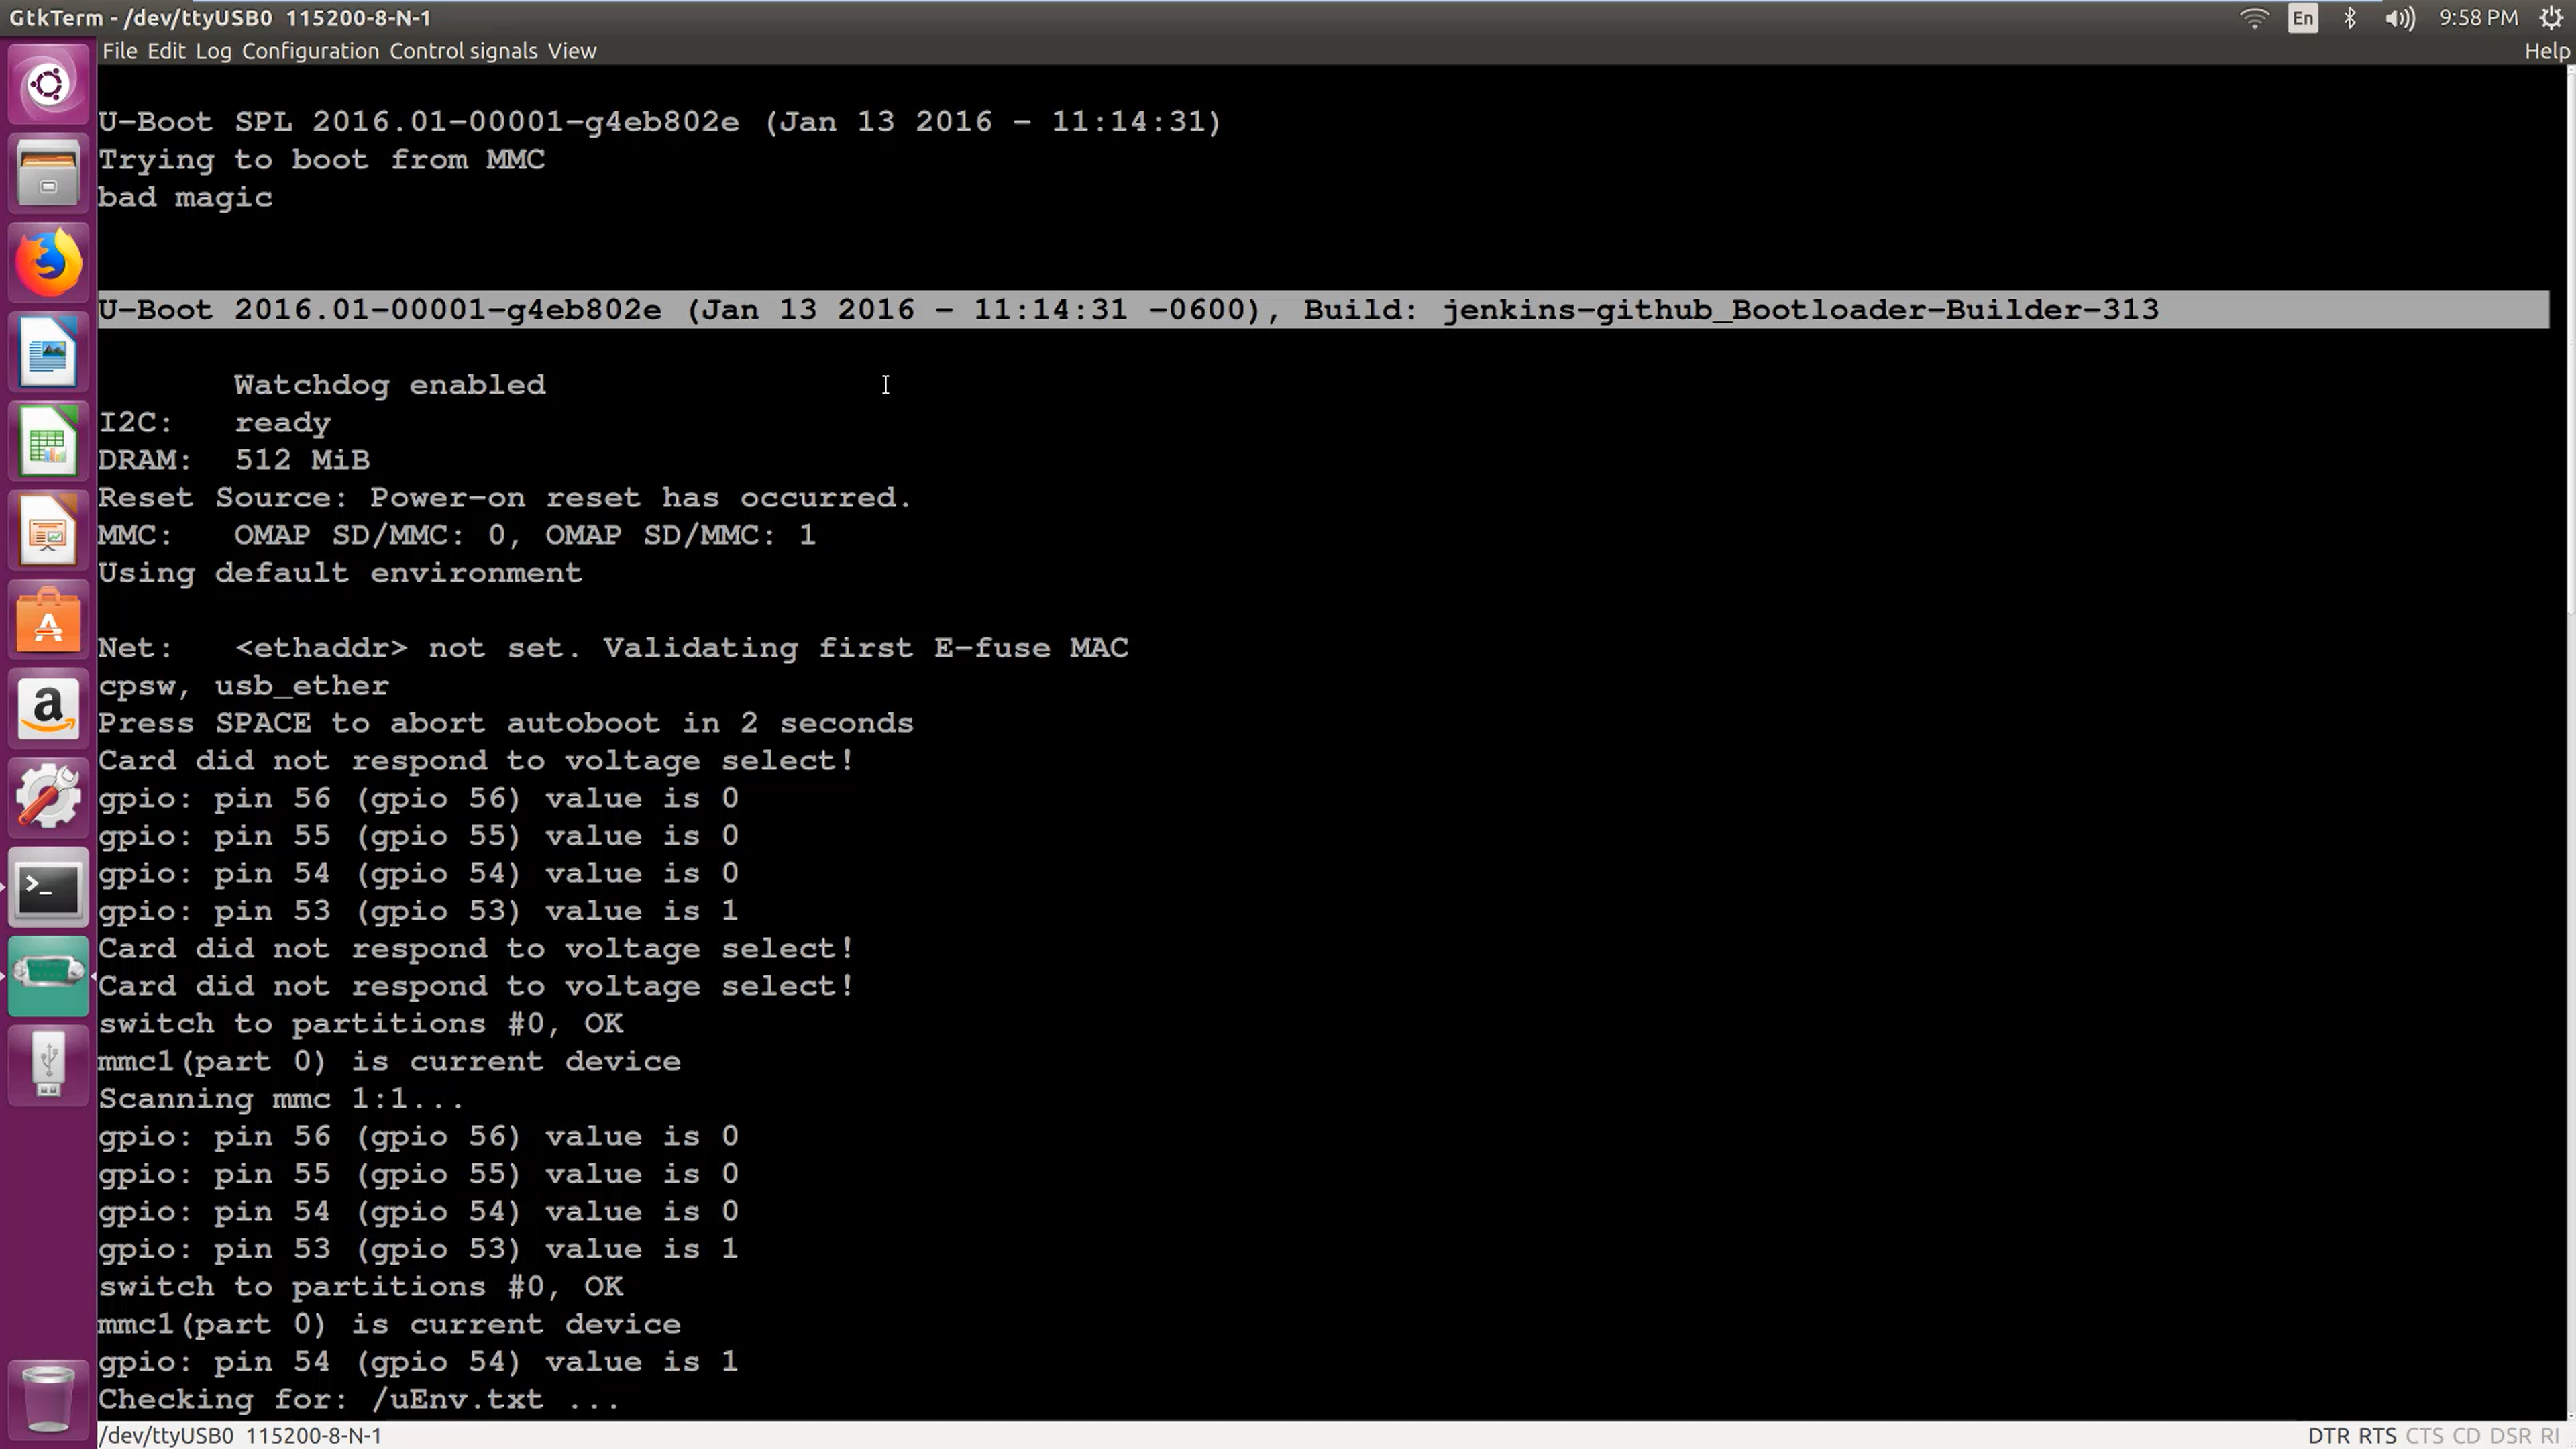 GtkTerm - /dev/ttyUSB0 115200-8-N-1
En
9:58 PM
File Edit Log Configuration Control signals View
Help
U-Boot SPL 2016.01-00001-g4eb802e (Jan 13 2016 - 11:14:31)
Trying to boot from MMC
bad magic
U-Boot 2016.01-00001-g4eb802e (Jan 13 2016 - 11:14:31 -0600), Build: jenkins-github_Bootloader-Builder-313
Watchdog enabled
I2C: ready
DRAM: 512 MiB
Reset Source: Power-on reset has occurred.
MMC: OMAP SD/MMC: 0, OMAP SD/MMC: 1
Using default environment
Net: <ethaddr> not set. Validating first E-fuse MAC
cpsw, usb_ether
Press SPACE to abort autoboot in 2 seconds
Card did not respond to voltage select!
gpio: pin 56 (gpio 56) value is 0
gpio: pin 55 (gpio 55) value is 0
gpio: pin 54 (gpio 54) value is 0
gpio: pin 53 (gpio 53) value is 1
Card did not respond to voltage select!
Card did not respond to voltage select!
switch to partitions #0, OK
mmc1(part 0) is current device
Scanning mmc 1:1...
gpio: pin 56 (gpio 56) value is 0
gpio: pin 55 (gpio 55) value is 0
gpio: pin 54 (gpio 54) value is 0
gpio: pin 53 (gpio 53) value is 1
switch to partitions #0, OK
mmc1(part 0) is current device
gpio: pin 54 (gpio 54) value is 1
Checking for: /uEnv.txt ...
/dev/ttyUSB0 115200-8-N-1
DTR RTS CTS CD DSR RI